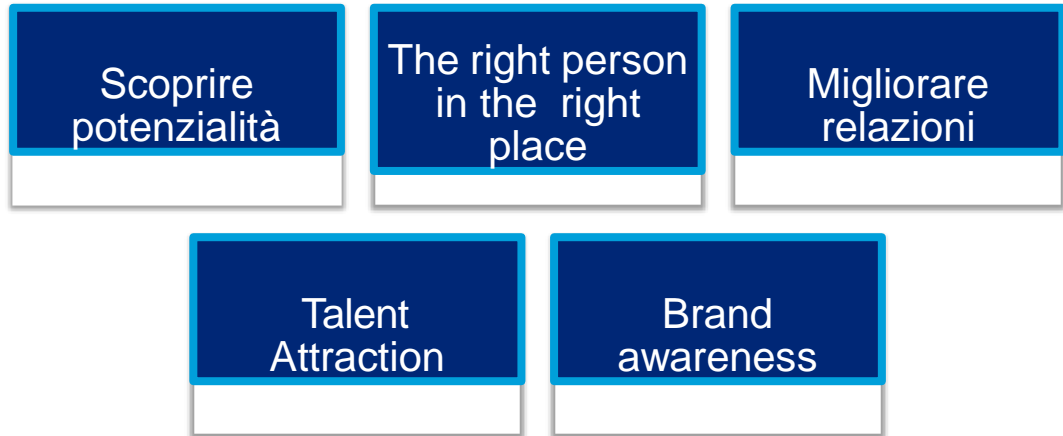 Scoprire
potenzialità
The right person
in the right
place
Migliorare
relazioni
Talent
Attraction
Brand
awareness